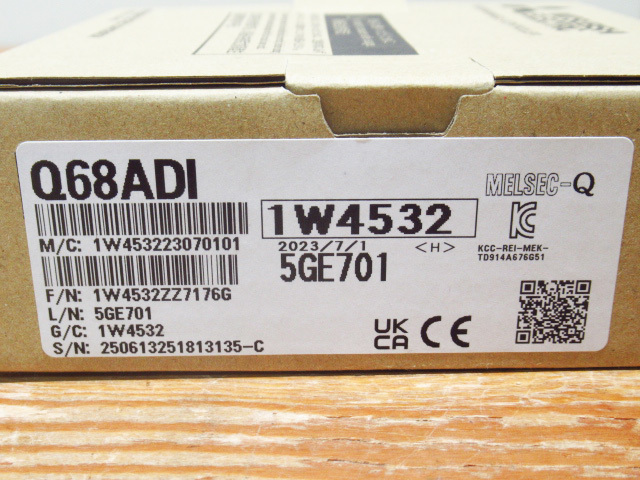 Q68ADI
MELSEC-Q
M/C: 1W453223070101
1W4532
2023/7/1 <H>
5GE701
KCC-REI-MEK-
TD914A676G51
F/N: 1W4532ZZ7176G
L/N: 5GE701
G/C: 1W4532
S/N: 250613251813135-C
UK
CA CE